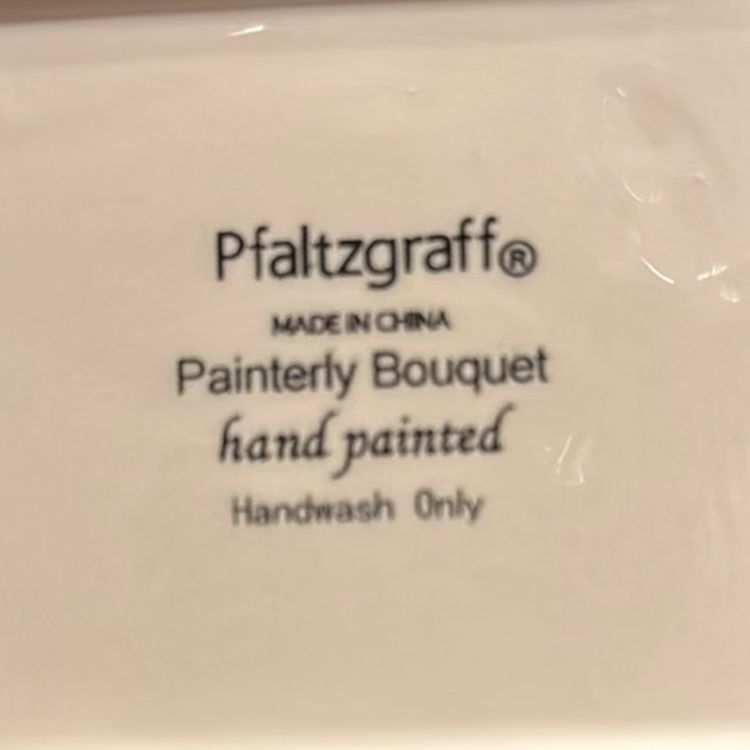 Pfaltzgraff®
MADE IN CHINA
Painterly Bouquet
hand painted
Handwash Only